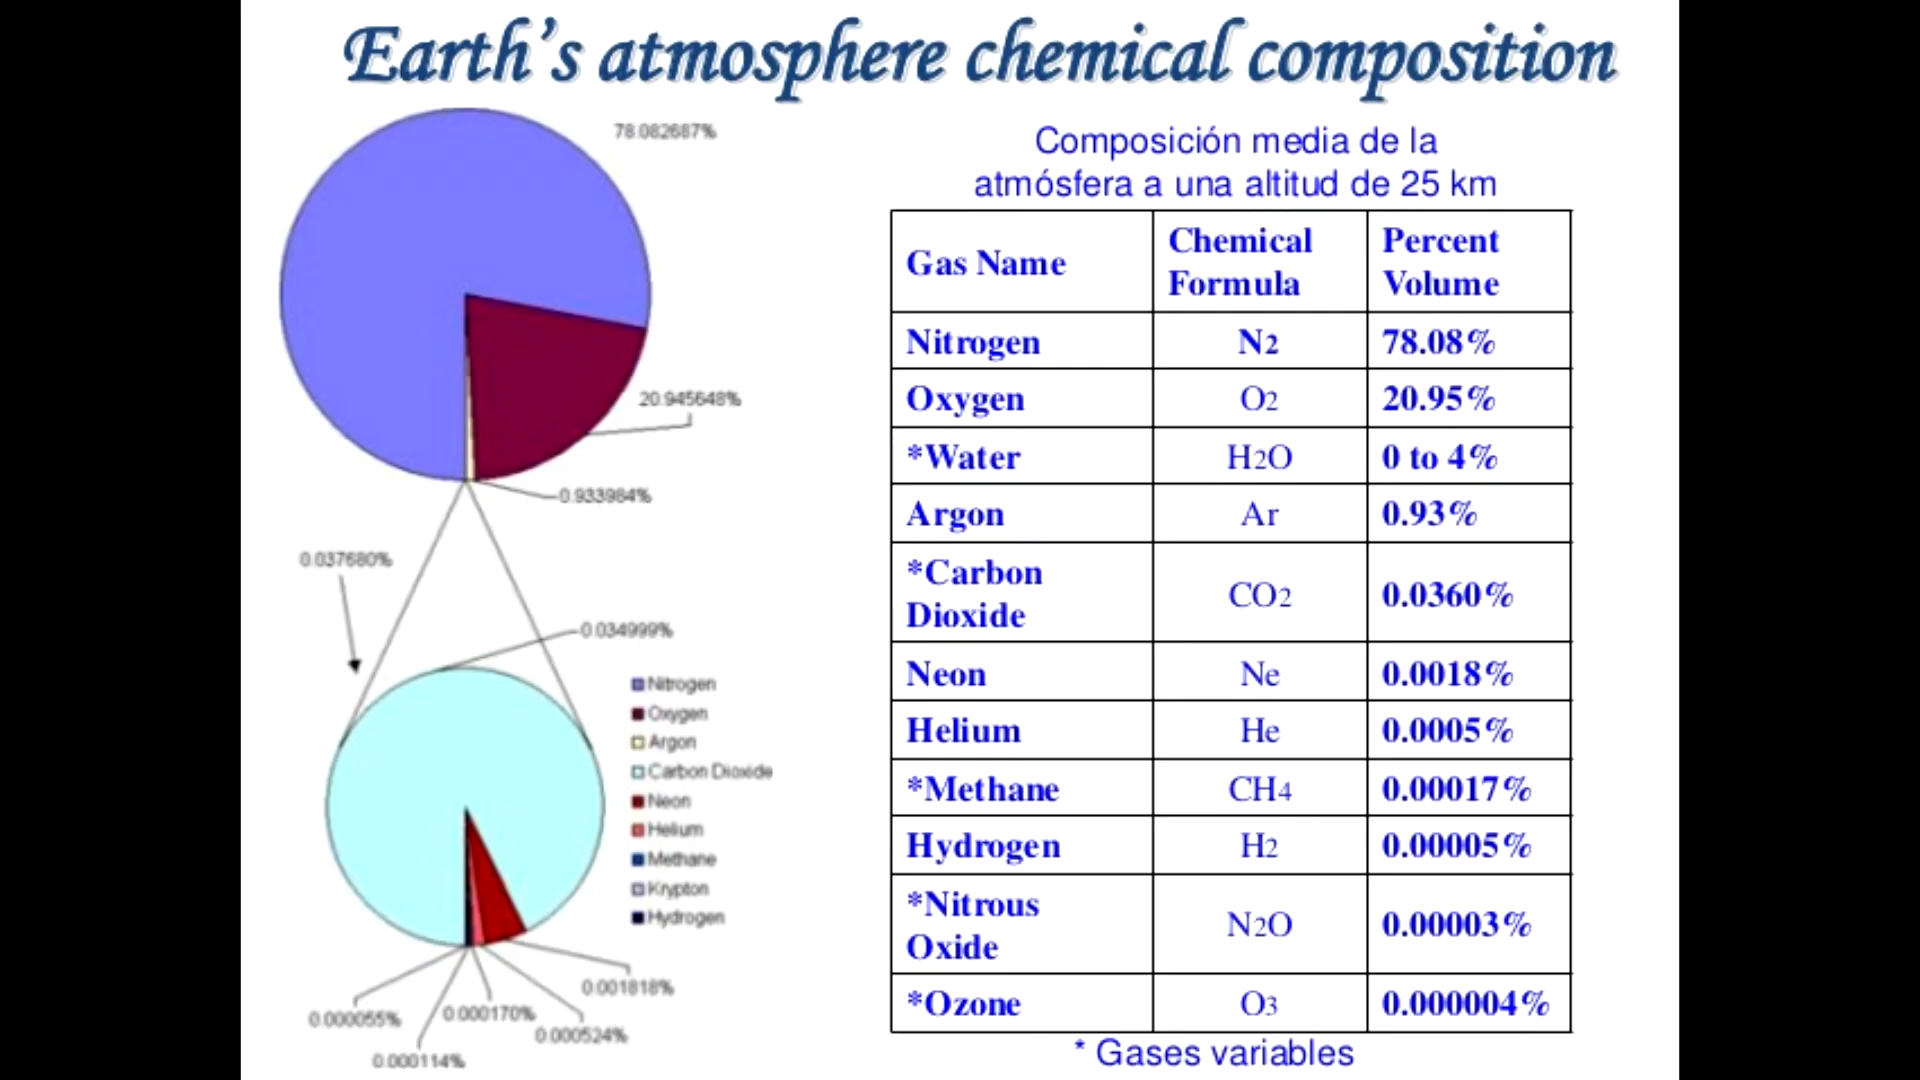 Earth's atmosphere chemical composition
78.082687%
20.945648%
0.933984%
0.037680%
0.034999%
Nitrogen
Oxygen
Argon
Carbon Dioxide
Neon
Helium
Methane
Krypton
Hydrogen
0.001818%
0.000055%
0.000170%
0.000524%
0.000114%
Composición media de la
atmósfera a una altitud de 25 km
Gas Name
Chemical
Formula
Percent
Volume
Nitrogen N2 78.08%
Oxygen O2 20.95%
*Water H2O 0 to 4%
Argon Ar 0.93%
*Carbon
Dioxide
CO2 0.0360%
Neon Ne 0.0018%
Helium He 0.0005%
*Methane CH4 0.00017%
Hydrogen H2 0.00005%
*Nitrous
Oxide
N2O 0.00003%
*Ozone O3 0.000004%
* Gases variables